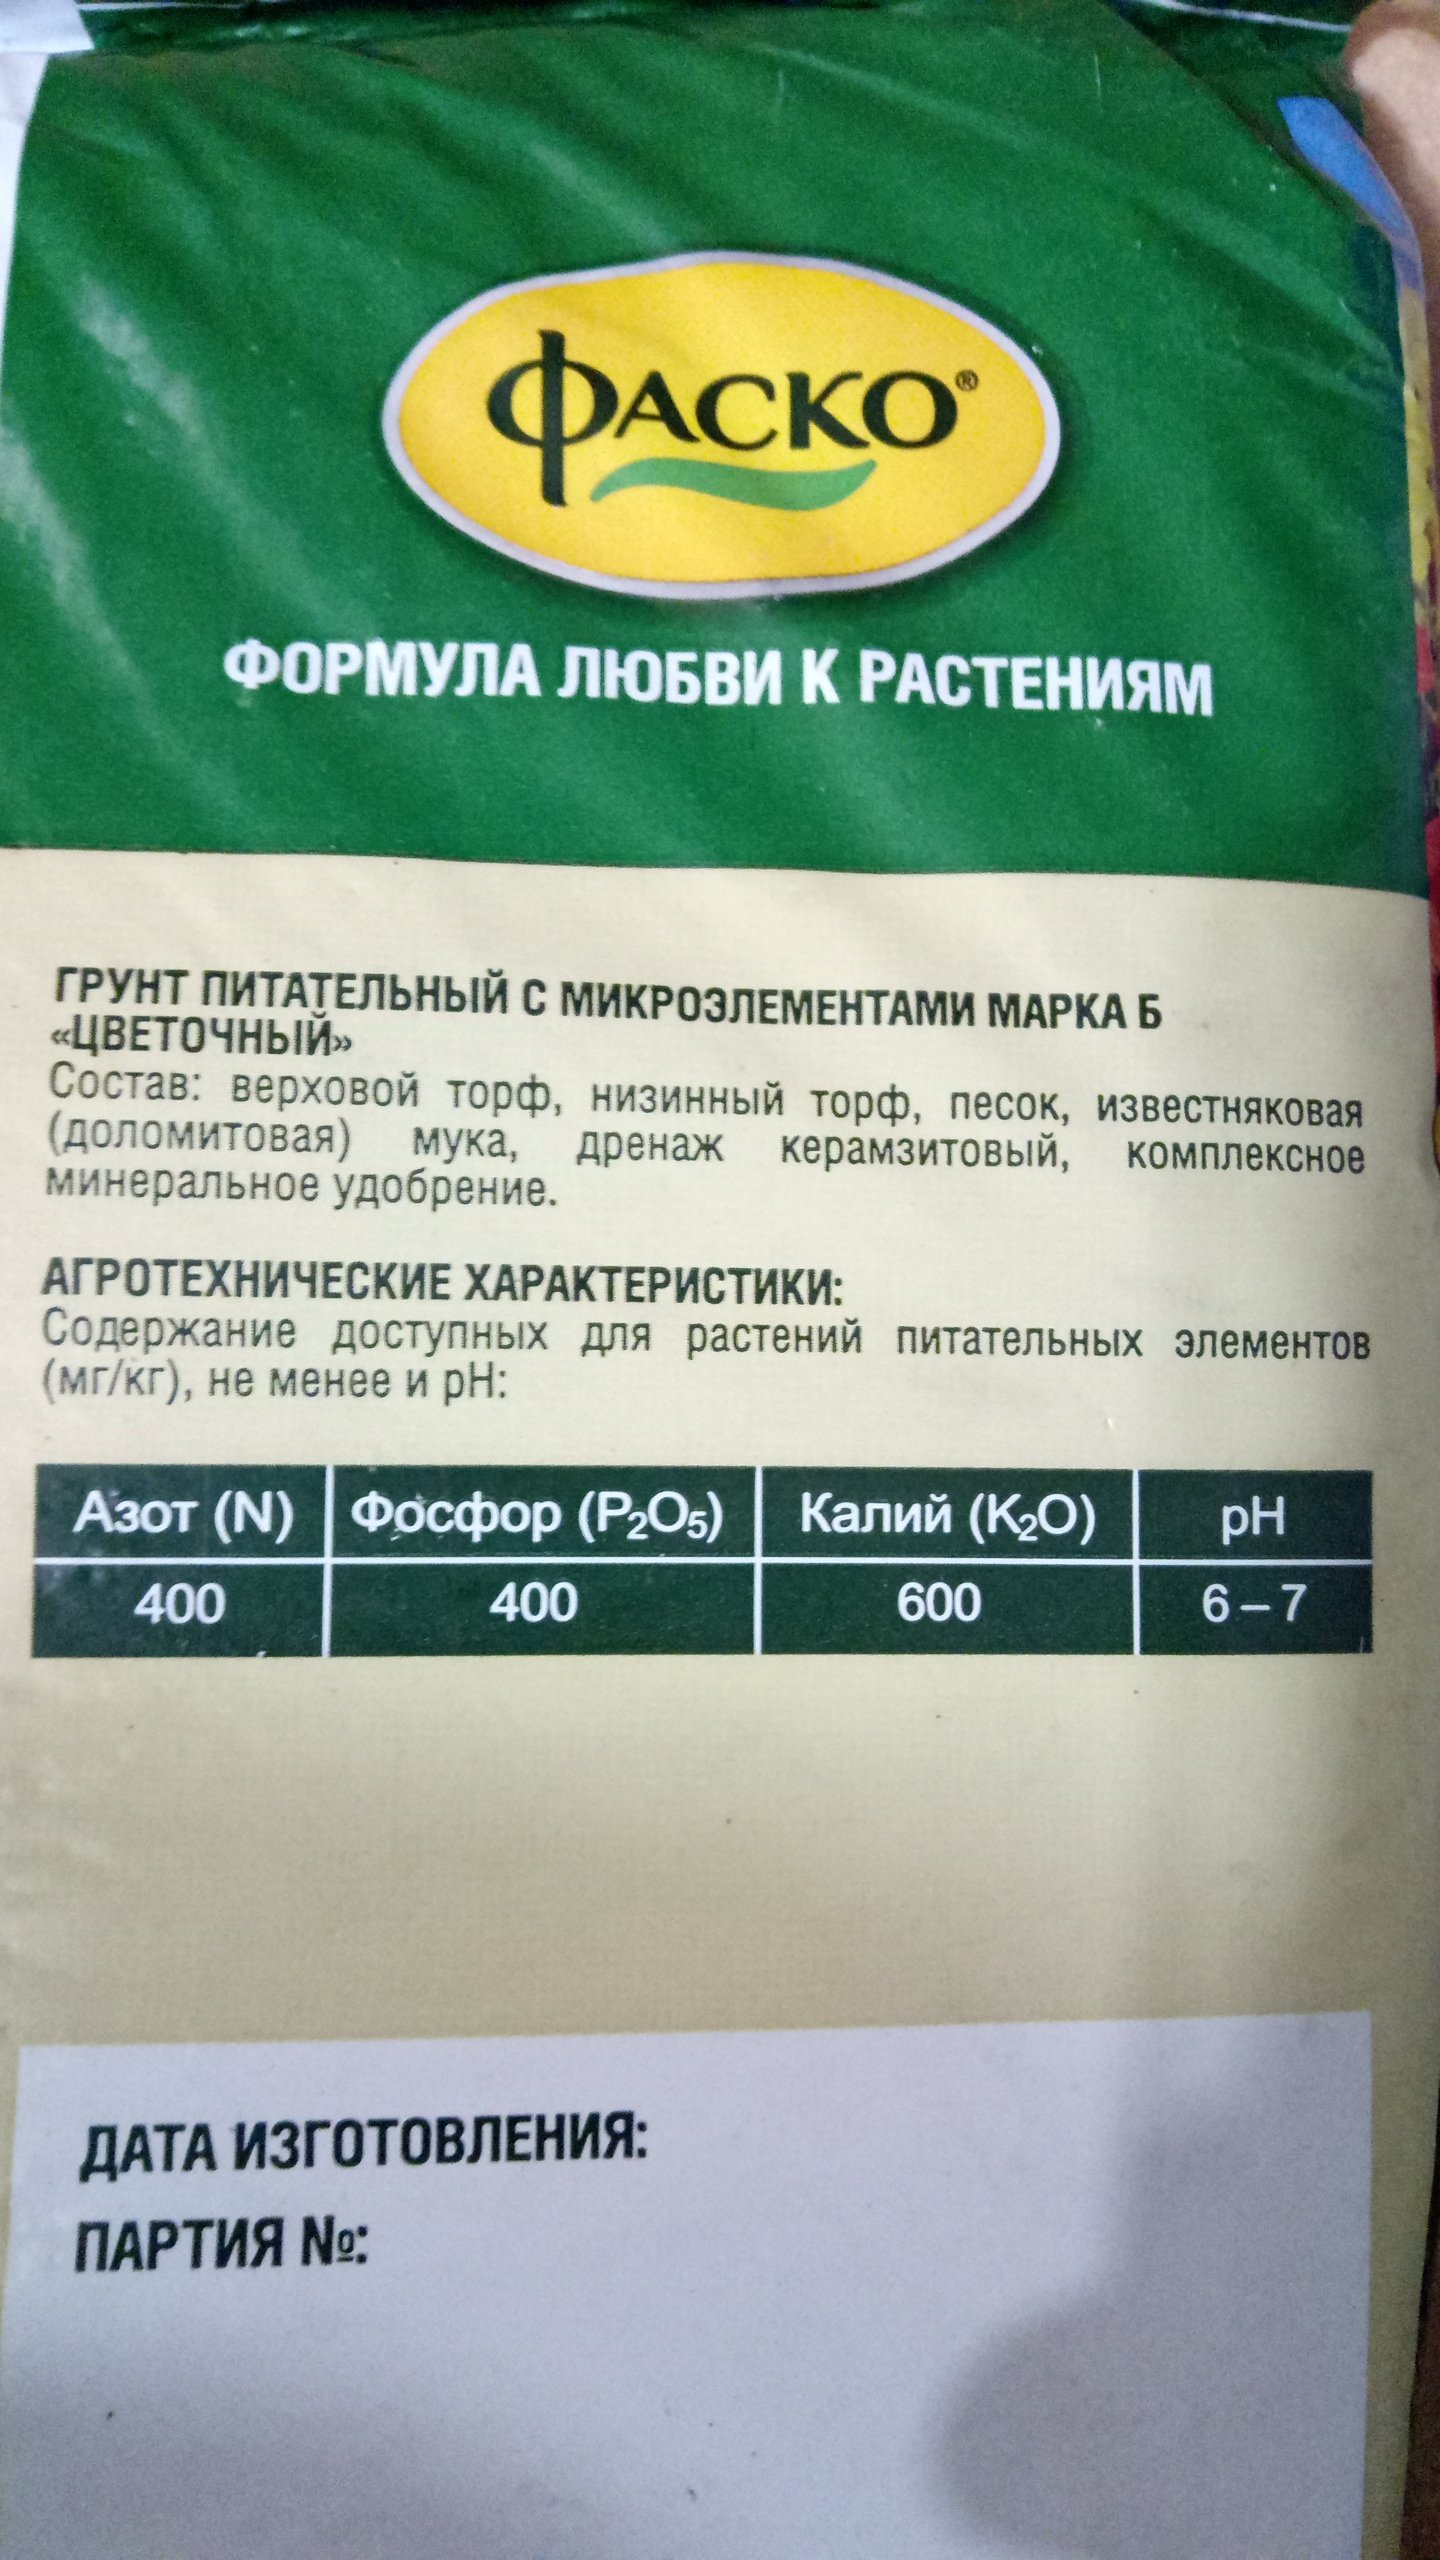 ФАСКО®
ФОРМУЛА ЛЮБВИ К РАСТЕНИЯМ
ГРУНТ ПИТАТЕЛЬНЫЙ С МИКРОЭЛЕМЕНТАМИ МАРКА Б
«ЦВЕТОЧНЫЙ»
Состав: верховой торф, низинный торф, песок, известняковая
(доломитовая) мука, дренаж керамзитовый, комплексное
минеральное удобрение.
АГРОТЕХНИЧЕСКИЕ ХАРАКТЕРИСТИКИ:
Содержание доступных для растений питательных элементов
(мг/кг), не менее и pH:
Азот (N) Фосфор (P₂O₅) Калий (K₂O) pH
400 400 600 6 – 7
ДАТА ИЗГОТОВЛЕНИЯ:
ПАРТИЯ №: